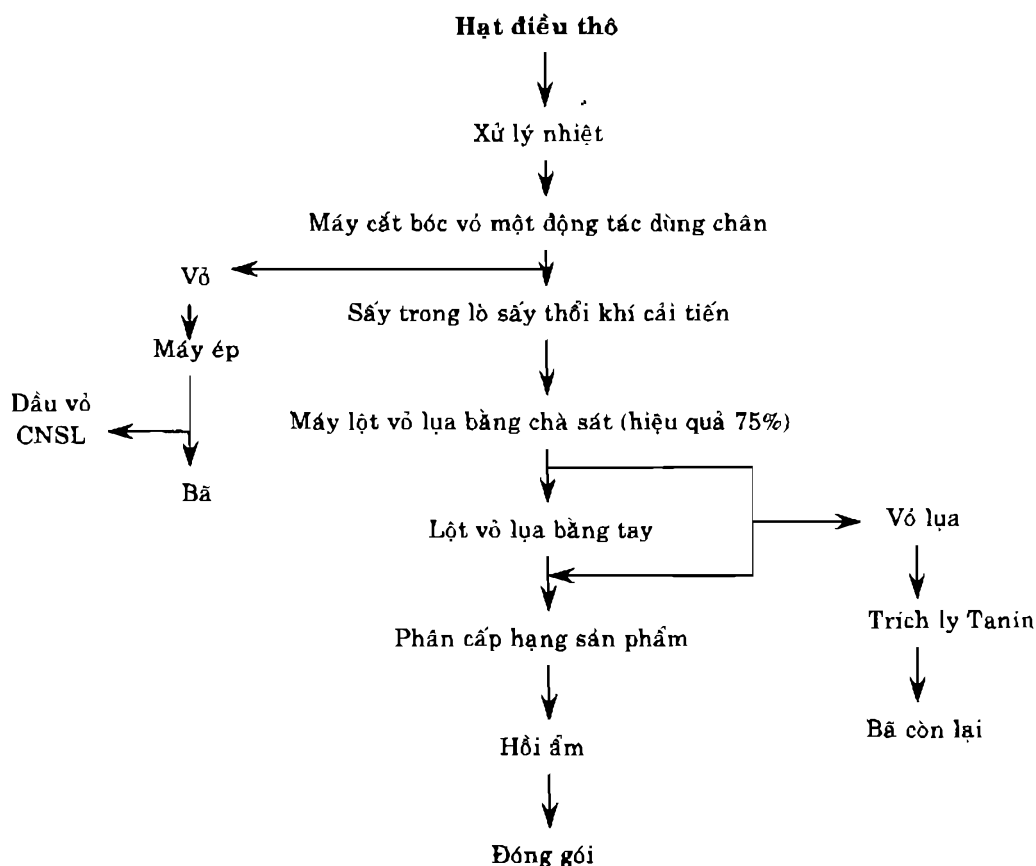 Hạt điều thô
Xử lý nhiệt
Máy cắt bóc vỏ một động tác dùng chân
Vỏ
Sấy trong lò sấy thổi khí cải tiến
Máy ép
Dầu vỏ
CNSL
Máy lột vỏ lụa bằng chà sát (hiệu quả 75%)
Bã
Lột vỏ lụa bằng tay
Vỏ lụa
Trích ly Tanin
Phân cấp hạng sản phẩm
Bã còn lại
Hồi ẩm
Đóng gói